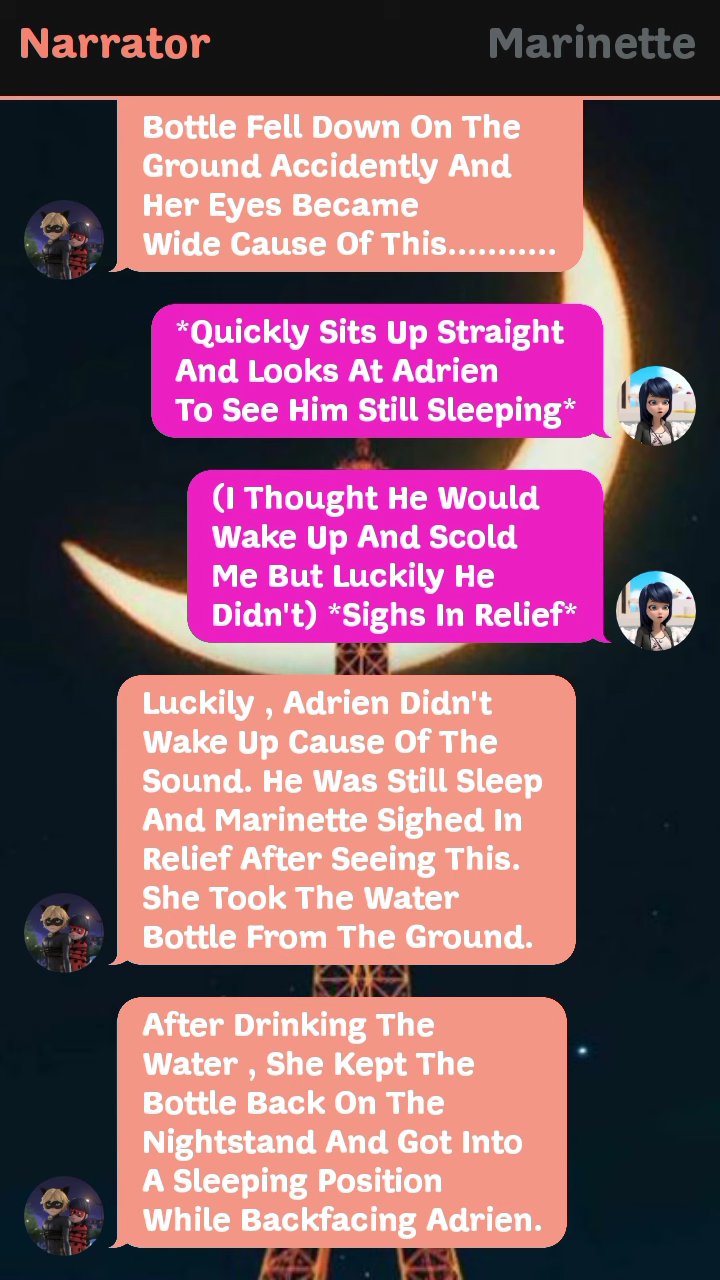 Narrator
Marinette
Bottle Fell Down On The
Ground Accidently And
Her Eyes Became
Wide Cause Of This...........
*Quickly Sits Up Straight
And Looks At Adrien
To See Him Still Sleeping*
(I Thought He Would
Wake Up And Scold
Me But Luckily He
Didn't) *Sighs In Relief*
Luckily , Adrien Didn't
Wake Up Cause Of The
Sound. He Was Still Sleep
And Marinette Sighed In
Relief After Seeing This.
She Took The Water
Bottle From The Ground.
After Drinking The
Water , She Kept The
Bottle Back On The
Nightstand And Got Into
A Sleeping Position
While Backfacing Adrien.